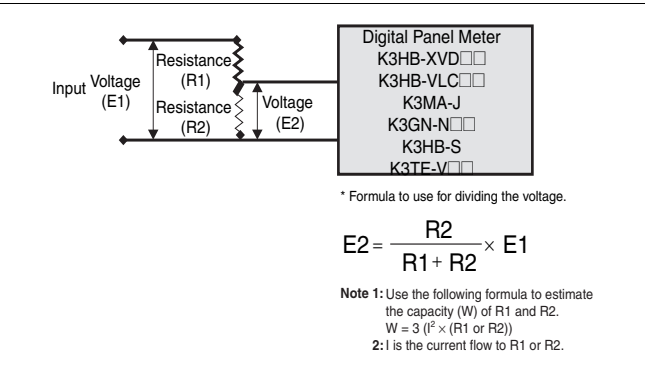 Input Voltage
(E1)
Resistance
(R1)
Resistance
(R2)
Voltage
(E2)
Digital Panel Meter
K3HB-XVD□□
K3HB-VLC□□
K3MA-J
K3GN-N□□
K3HB-S
K3TE-V□□
* Formula to use for dividing the voltage.
E2 = R2 / (R1 + R2) × E1
Note 1: Use the following formula to estimate
the capacity (W) of R1 and R2.
W = 3 (I² × (R1 or R2))
2: I is the current flow to R1 or R2.